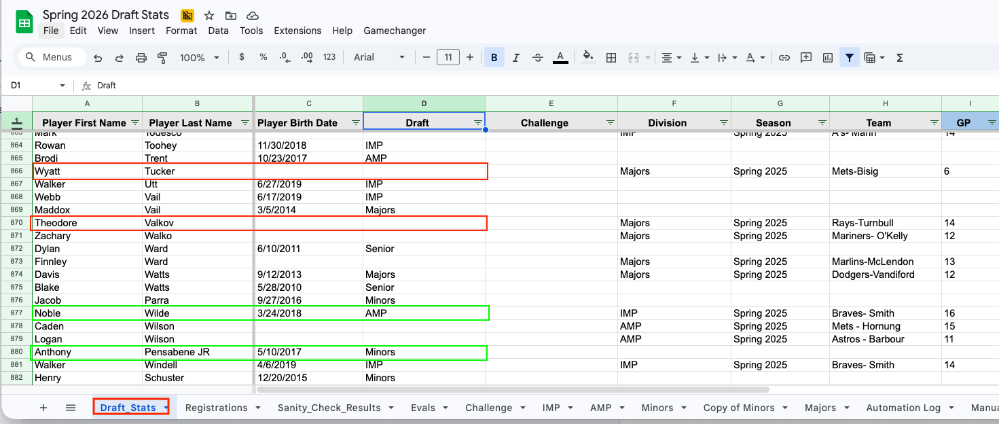 Spring 2026 Draft Stats
File Edit View Insert Format Data Tools Extensions Help Gamechanger
Menus 100% $ % .0 .00 123 Arial 11 B I A A Σ
D1 fx Draft
A B C D E F G H I
1 Player First Name Player Last Name Player Birth Date Draft Challenge Division Season Team GP
863 Mark Todesco IMP Spring 2025 A's- Mann 14
864 Rowan Toohey 11/30/2018 IMP
865 Brodi Trent 10/23/2017 AMP
866 Wyatt Tucker Majors Spring 2025 Mets-Bisig 6
867 Walker Utt 6/27/2019 IMP
868 Webb Vail 6/17/2019 IMP
869 Maddox Vail 3/5/2014 Majors
870 Theodore Valkov Majors Spring 2025 Rays-Turnbull 14
871 Zachary Walko Majors Spring 2025 Mariners- O'Kelly 12
872 Dylan Ward 6/10/2011 Senior
873 Finnley Ward Majors Spring 2025 Marlins-McLendon 13
874 Davis Watts 9/12/2013 Majors Majors Spring 2025 Dodgers-Vandiford 12
875 Blake Watts 5/28/2010 Senior
876 Jacob Parra 9/27/2016 Minors
877 Noble Wilde 3/24/2018 AMP IMP Spring 2025 Braves- Smith 16
878 Caden Wilson AMP Spring 2025 Mets - Hornung 15
879 Logan Wilson AMP Spring 2025 Astros - Barbour 11
880 Anthony Pensabene JR 5/10/2017 Minors
881 Walker Windell 4/6/2019 IMP IMP Spring 2025 Braves- Smith 14
882 Henry Schuster 12/20/2015 Minors
Draft_Stats Registrations Sanity_Check_Results Evals Challenge IMP AMP Minors Copy of Minors Majors Automation Log Manua